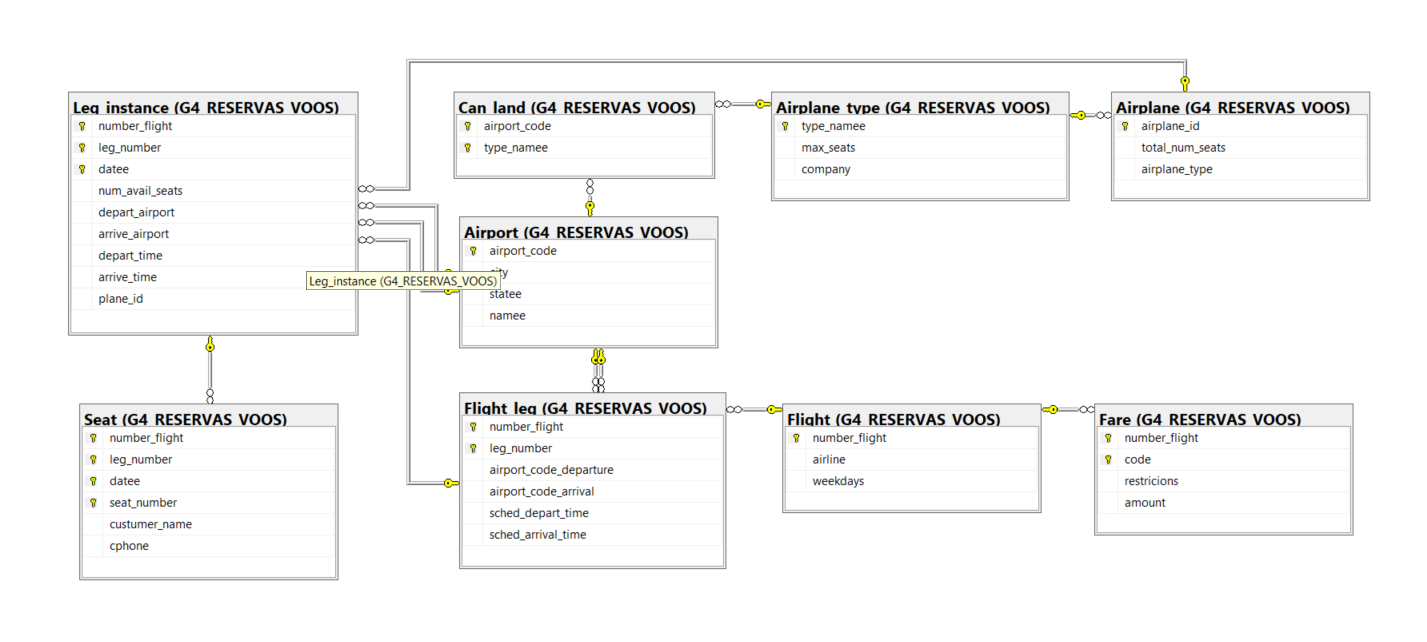 Leg_instance (G4_RESERVAS_VOOS)
number_flight
leg_number
datee
num_avail_seats
depart_airport
arrive_airport
depart_time
arrive_time
plane_id
Can_land (G4_RESERVAS_VOOS)
airport_code
type_namee
Airplane_type (G4_RESERVAS_VOOS)
type_namee
max_seats
company
Airplane (G4_RESERVAS_VOOS)
airplane_id
total_num_seats
airplane_type
Airport (G4_RESERVAS_VOOS)
airport_code
city
statee
namee
Leg_instance (G4_RESERVAS_VOOS)
Seat (G4_RESERVAS_VOOS)
number_flight
leg_number
datee
seat_number
custumer_name
cphone
Flight_leg (G4_RESERVAS_VOOS)
number_flight
leg_number
airport_code_departure
airport_code_arrival
sched_depart_time
sched_arrival_time
Flight (G4_RESERVAS_VOOS)
number_flight
airline
weekdays
Fare (G4_RESERVAS_VOOS)
number_flight
code
restricions
amount